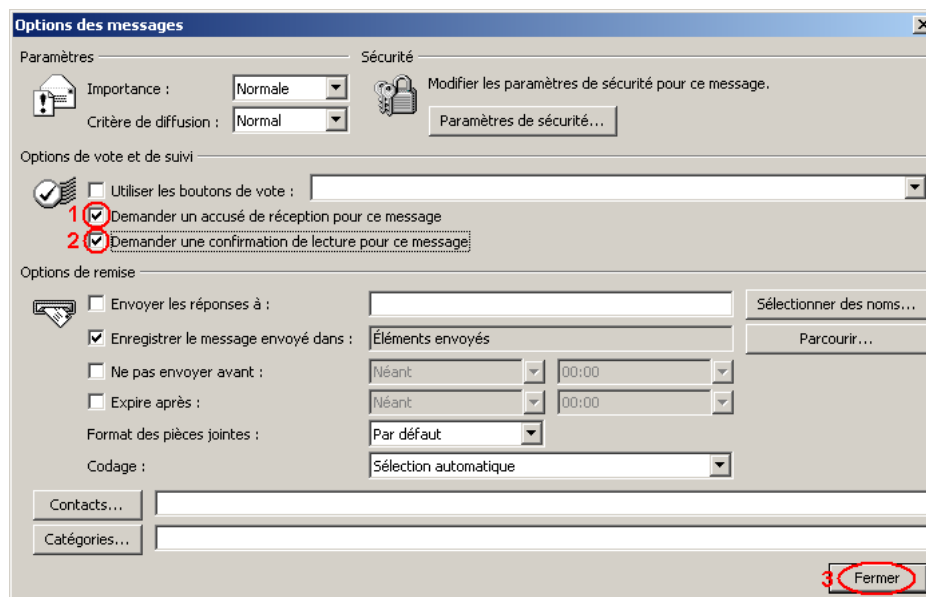 Options des messages
Paramètres
Sécurité
Importance :
Normale
Modifier les paramètres de sécurité pour ce message.
Critère de diffusion :
Normal
Paramètres de sécurité...
Options de vote et de suivi
Utiliser les boutons de vote :
1 Demander un accusé de réception pour ce message
2 Demander une confirmation de lecture pour ce message
Options de remise
Envoyer les réponses à :
Sélectionner des noms...
Enregistrer le message envoyé dans :
Éléments envoyés
Parcourir...
Ne pas envoyer avant :
Néant
00:00
Expire après :
Néant
00:00
Format des pièces jointes :
Par défaut
Codage :
Sélection automatique
Contacts...
Catégories...
3 Fermer